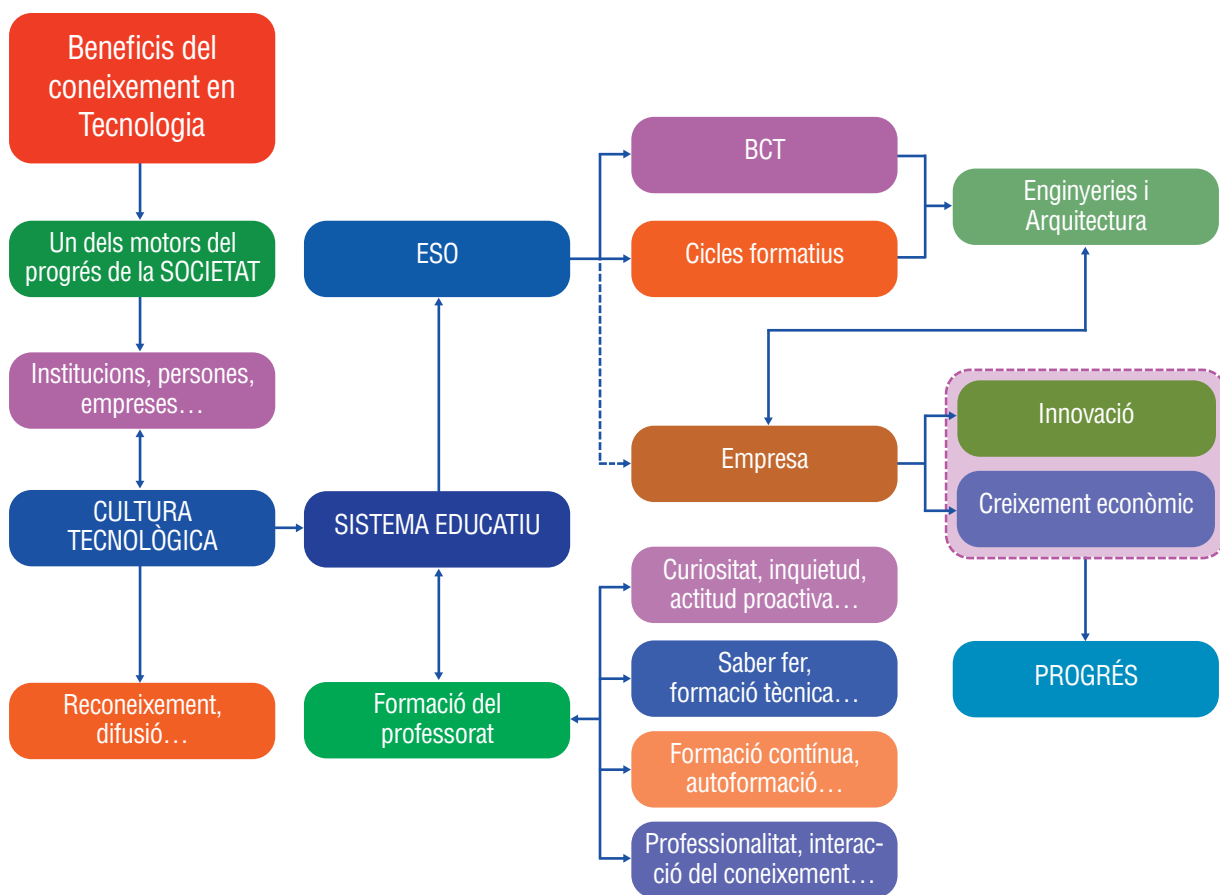 Beneficis del
coneixement en
Tecnologia
Un dels motors del
progrés de la SOCIETAT
Institucions, persones,
empreses…
CULTURA
TECNOLÒGICA
Reconeixement,
difusió…
ESO
SISTEMA EDUCATIU
Formació del
professorat
BCT
Cicles formatius
Empresa
Curiositat, inquietud,
actitud proactiva…
Saber fer,
formació tècnica…
Formació contínua,
autoformació…
Professionalitat, interac-
ció del coneixement…
Enginyeries i
Arquitectura
Innovació
Creixement econòmic
PROGRÉS